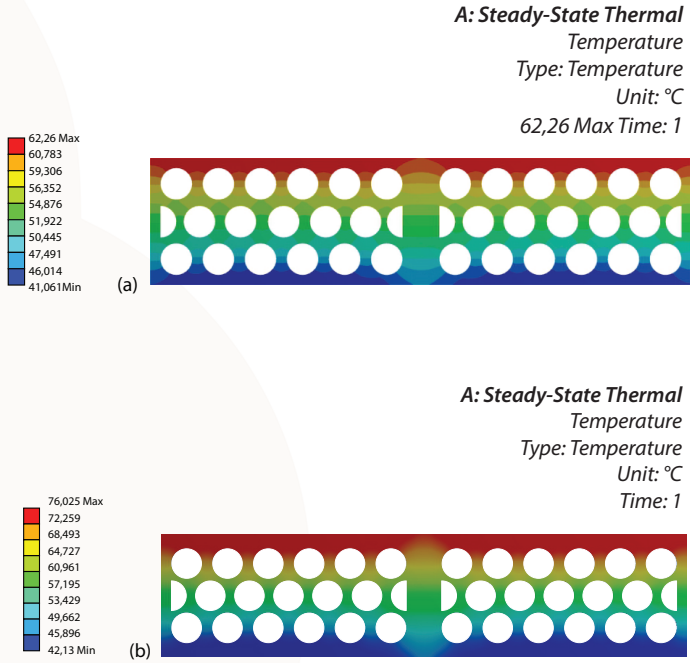 A: Steady-State Thermal
Temperature
Type: Temperature
Unit: °C
62,26 Max Time: 1
62,26 Max
60,783
59,306
56,352
54,876
51,922
50,445
47,491
46,014
41,061Min
(a)
A: Steady-State Thermal
Temperature
Type: Temperature
Unit: °C
Time: 1
76,025 Max
72,259
68,493
64,727
60,961
57,195
53,429
49,662
45,896
42,13 Min
(b)